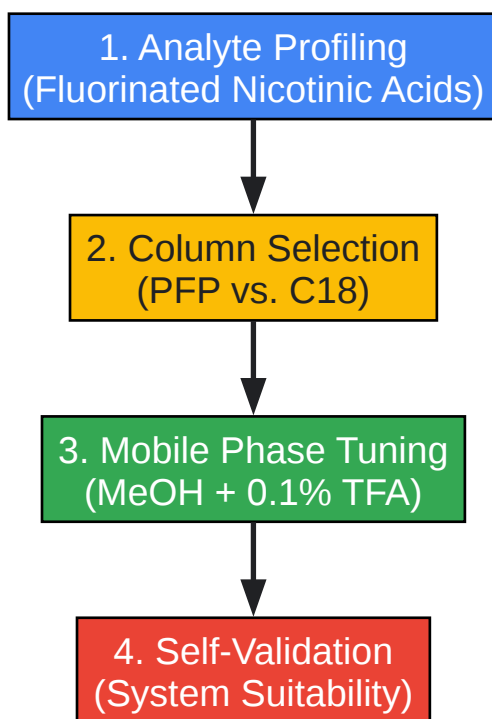 1. Analyte Profiling
(Fluorinated Nicotinic Acids)
2. Column Selection
(PFP vs. C18)
3. Mobile Phase Tuning
(MeOH + 0.1% TFA)
4. Self-Validation
(System Suitability)